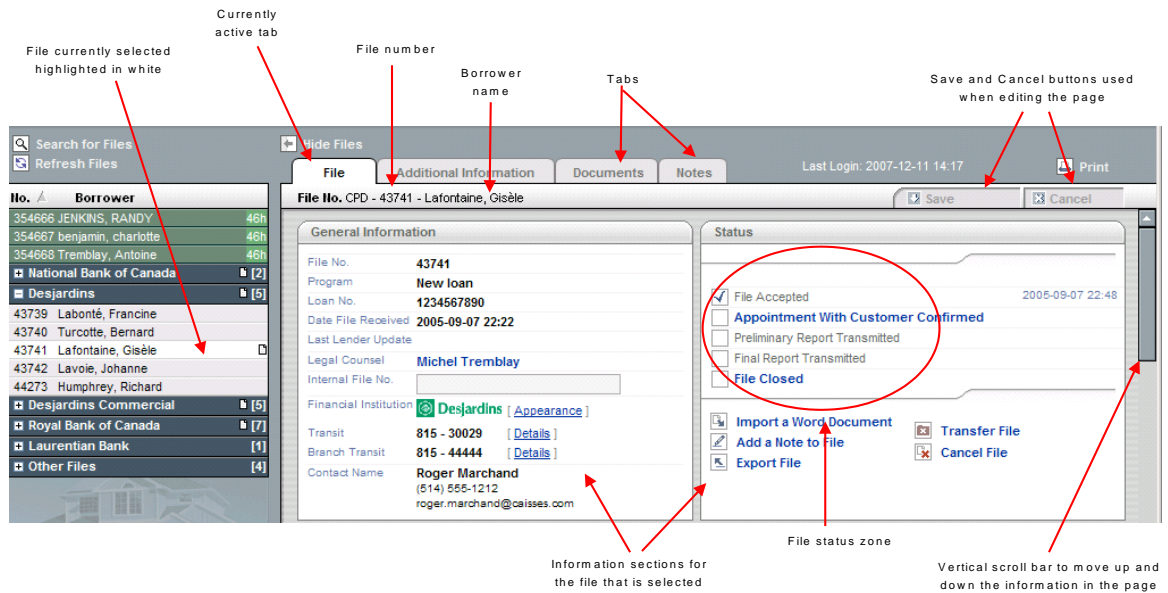 Currently
active tab
File currently selected
highlighted in white
File number
Borrower
name
Tabs
Save and Cancel buttons used
when editing the page
Search for Files
Refresh Files
Hide Files
File
Additional Information
Documents
Notes
Last Login: 2007-12-11 14:17
Print
No. Borrower
File No. CPD - 43741 - Lafontaine, Gisèle
Save
Cancel
354666 JENKINS, RANDY 46h
354667 benjamin, charlotte 46h
354668 Tremblay, Antoine 46h
National Bank of Canada [2]
Desjardins [5]
43739 Labonté, Francine
43740 Turcotte, Bernard
43741 Lafontaine, Gisèle
43742 Lavoie, Johanne
44273 Humphrey, Richard
Desjardins Commercial [5]
Royal Bank of Canada [7]
Laurentian Bank [1]
Other Files [4]
General Information
File No. 43741
Program New loan
Loan No. 1234567890
Date File Received 2005-09-07 22:22
Last Lender Update
Legal Counsel Michel Tremblay
Internal File No.
Financial Institution Desjardins [ Appearance ]
Transit 815 - 30029 [ Details ]
Branch Transit 815 - 44444 [ Details ]
Contact Name Roger Marchand
(514) 555-1212
roger.marchand@caisses.com
Status
File Accepted 2005-09-07 22:48
Appointment With Customer Confirmed
Preliminary Report Transmitted
Final Report Transmitted
File Closed
Import a Word Document
Add a Note to File
Export File
Transfer File
Cancel File
File status zone
Information sections for
the file that is selected
Vertical scroll bar to move up and
down the information in the page